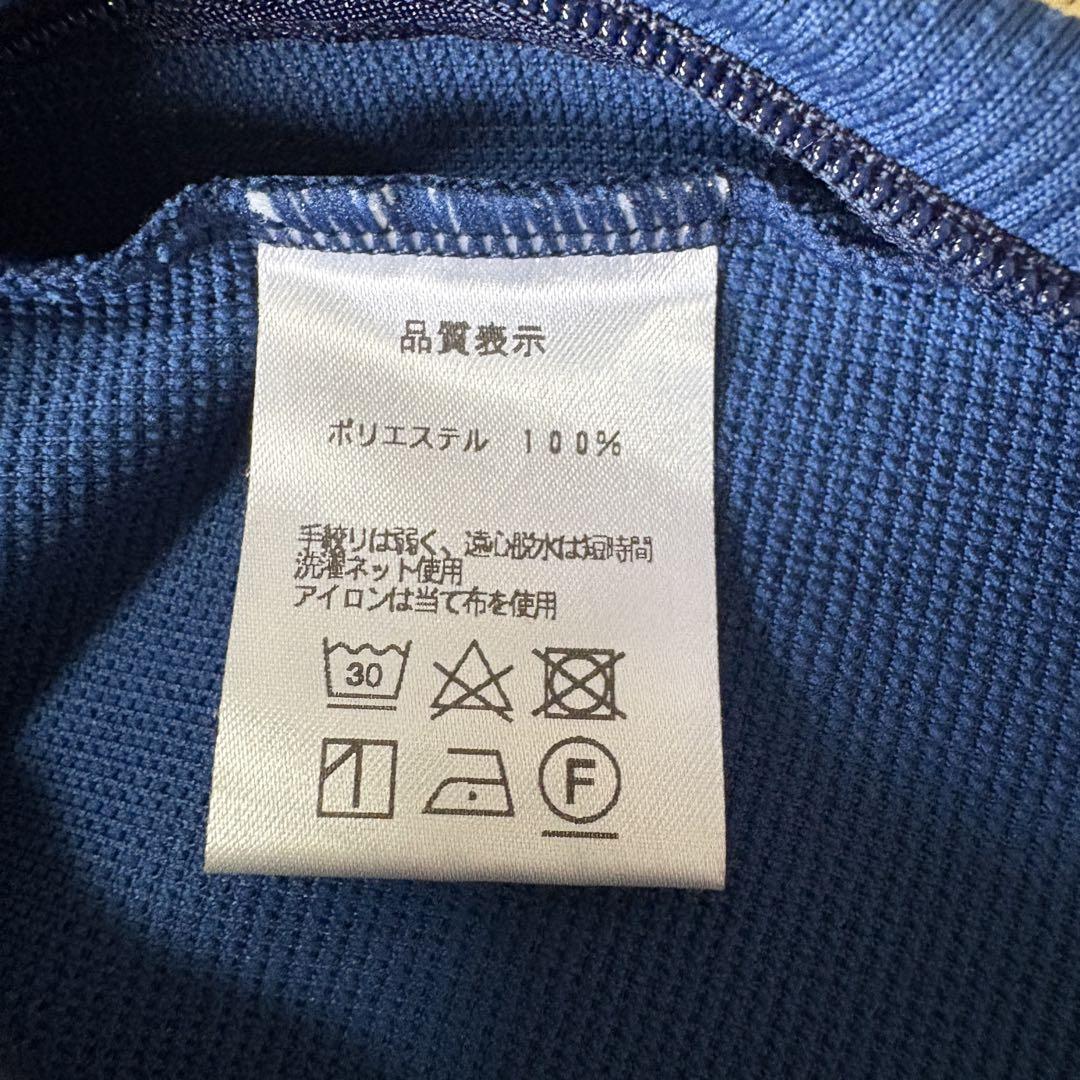 品質表示
ポリエステル 100%
手絞りは弱く、遠心脱水は短時間
洗濯ネット使用
アイロンは当て布を使用
30
F